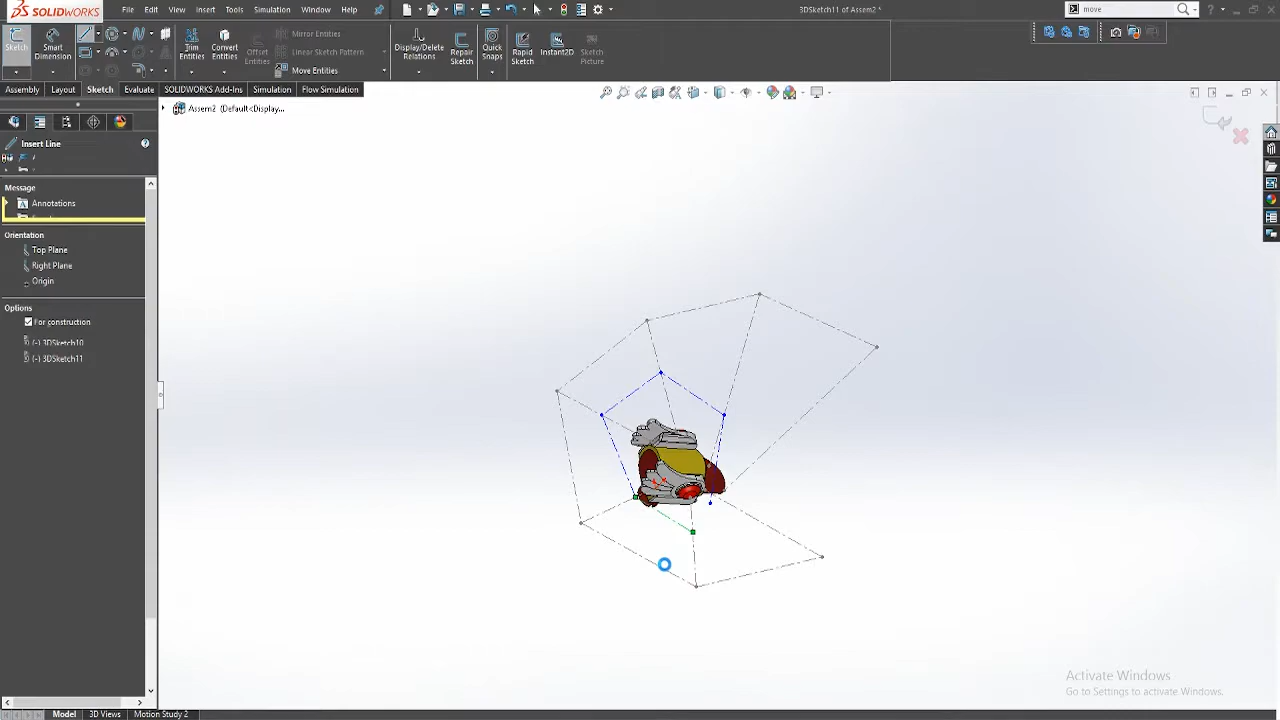 SOLIDWORKS
File Edit View Insert Tools Simulation Window Help
3DSketch11 of Assem2 *
move
Sketch
Smart Dimension
Trim Entities
Convert Entities
Offset Entities
Mirror Entities
Linear Sketch Pattern
Move Entities
Display/Delete Relations
Repair Sketch
Quick Snaps
Rapid Sketch
Instant2D
Sketch Picture
Assembly Layout Sketch Evaluate SOLIDWORKS Add-Ins Simulation Flow Simulation
Assem2 (Default<Display...
Insert Line
Message
Annotations
Orientation
Top Plane
Right Plane
Origin
Options
For construction
(-) 3DSketch10
(-) 3DSketch11
Activate Windows
Go to Settings to activate Windows.
Model 3D Views Motion Study 2